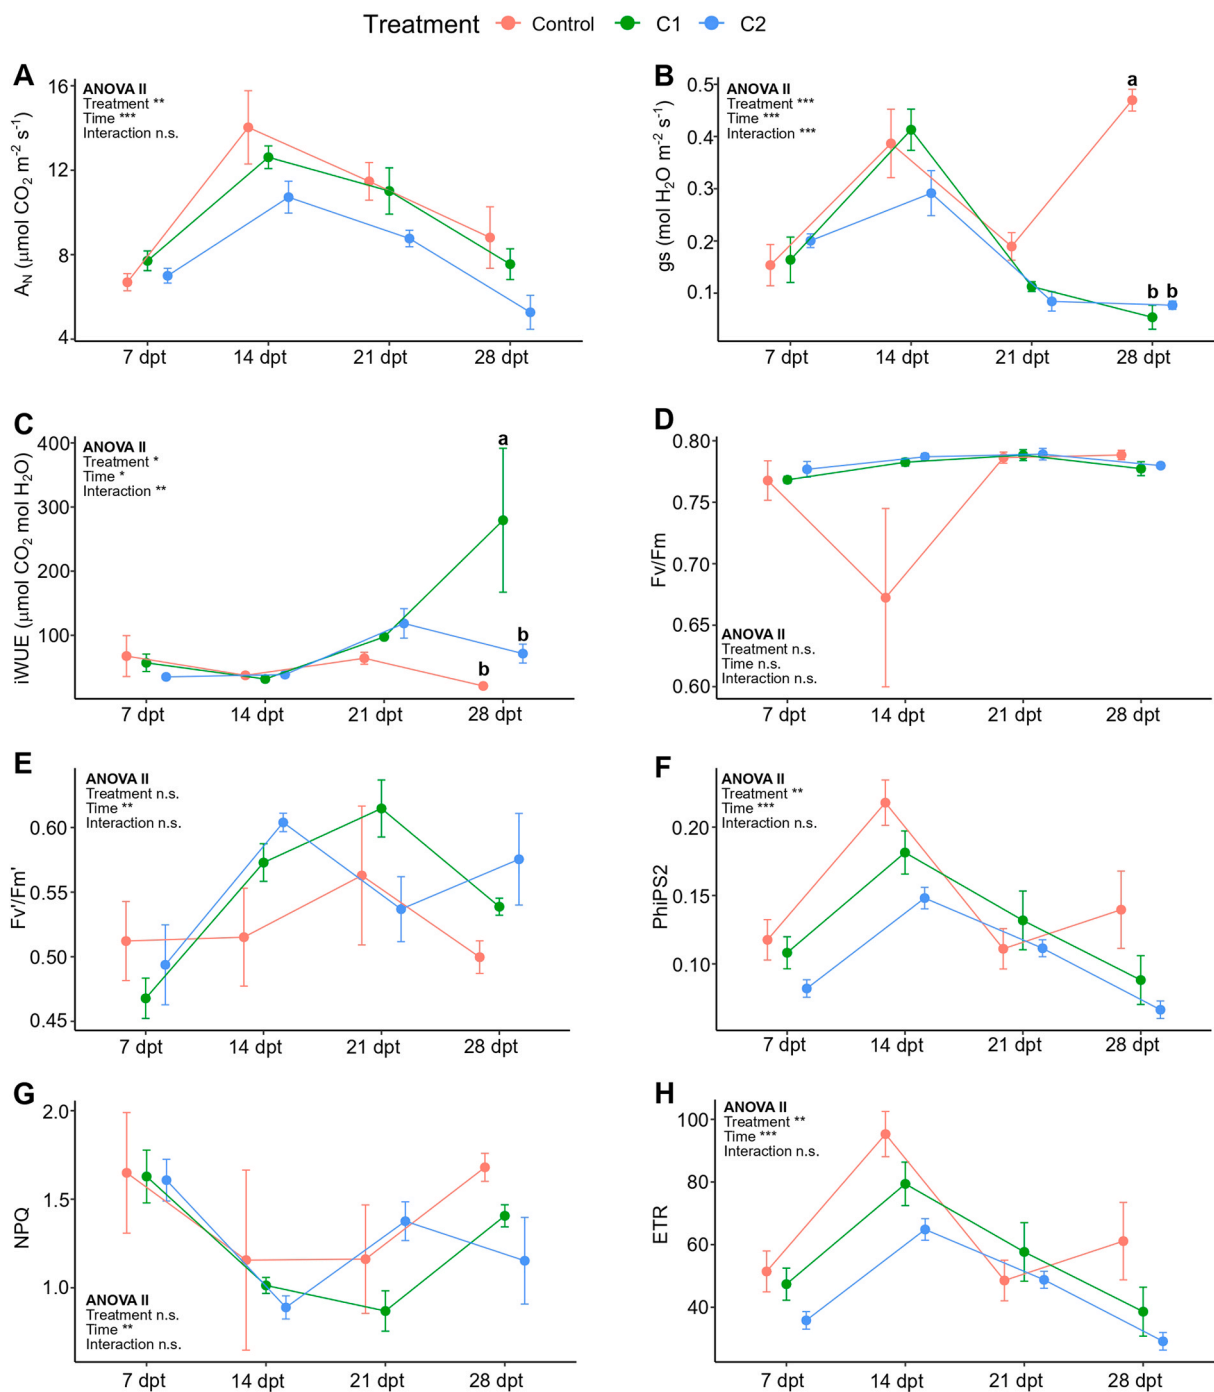 Treatment Control C1 C2
A
ANOVA II
Treatment **
Time ***
Interaction n.s.
16
12
8
4
A_N (μmol CO₂ m⁻² s⁻¹)
7 dpt 14 dpt 21 dpt 28 dpt
B
ANOVA II
Treatment ***
Time ***
Interaction ***
a
b b
0.5
0.4
0.3
0.2
0.1
gs (mol H₂O m⁻² s⁻¹)
7 dpt 14 dpt 21 dpt 28 dpt
C
ANOVA II
Treatment *
Time *
Interaction **
a
b
b
400
300
200
100
iWUE (μmol CO₂ mol H₂O)
7 dpt 14 dpt 21 dpt 28 dpt
D
0.80
0.75
0.70
0.65
0.60
Fv/Fm
ANOVA II
Treatment n.s.
Time n.s.
Interaction n.s.
7 dpt 14 dpt 21 dpt 28 dpt
E
ANOVA II
Treatment n.s.
Time **
Interaction n.s.
0.60
0.55
0.50
0.45
Fv'/Fm'
7 dpt 14 dpt 21 dpt 28 dpt
F
ANOVA II
Treatment **
Time ***
Interaction n.s.
0.20
0.15
0.10
PhiPS2
7 dpt 14 dpt 21 dpt 28 dpt
G
2.0
1.5
1.0
NPQ
ANOVA II
Treatment n.s.
Time **
Interaction n.s.
7 dpt 14 dpt 21 dpt 28 dpt
H
ANOVA II
Treatment **
Time ***
Interaction n.s.
100
80
60
40
ETR
7 dpt 14 dpt 21 dpt 28 dpt